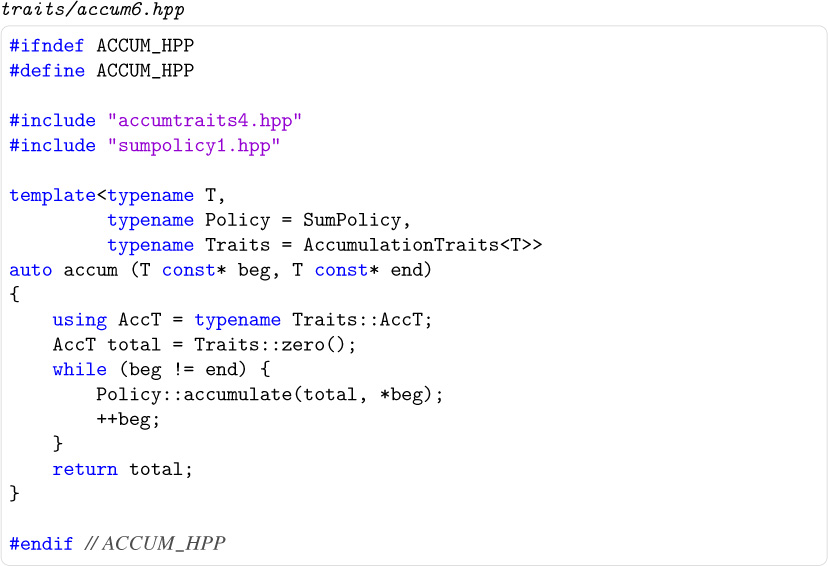 traits/accum6.hpp
#ifndef ACCUM_HPP
#define ACCUM_HPP

#include "accumtraits4.hpp"
#include "sumpolicy1.hpp"

template<typename T,
         typename Policy = SumPolicy,
         typename Traits = AccumulationTraits<T>>
auto accum (T const* beg, T const* end)
{
    using AccT = typename Traits::AccT;
    AccT total = Traits::zero();
    while (beg != end) {
        Policy::accumulate(total, *beg);
        ++beg;
    }
    return total;
}

#endif // ACCUM_HPP